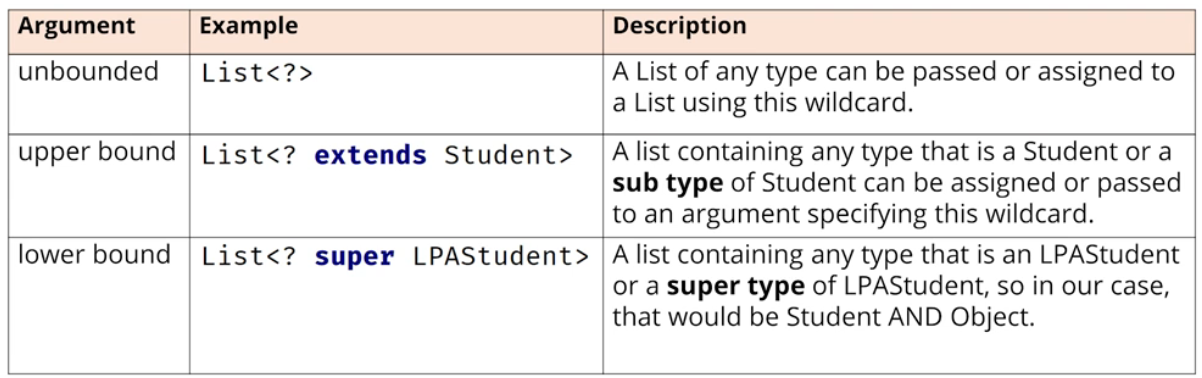 Argument Example Description
unbounded List<?> A List of any type can be passed or assigned to
a List using this wildcard.
upper bound List<? extends Student> A list containing any type that is a Student or a
sub type of Student can be assigned or passed
to an argument specifying this wildcard.
lower bound List<? super LPAStudent> A list containing any type that is an LPAStudent
or a super type of LPAStudent, so in our case,
that would be Student AND Object.